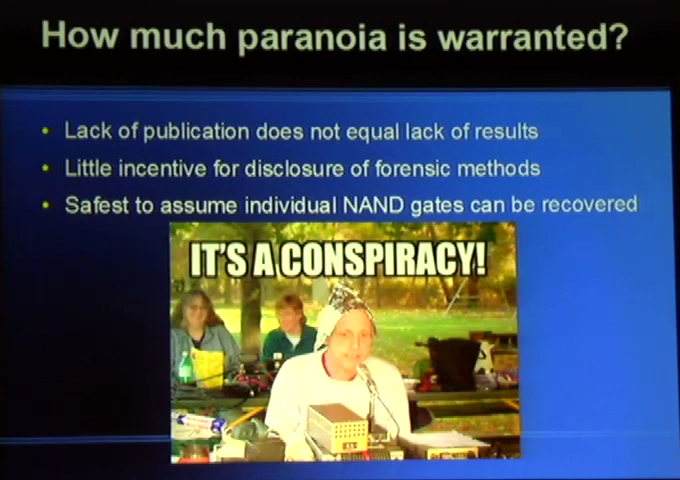 How much paranoia is warranted?
Lack of publication does not equal lack of results
Little incentive for disclosure of forensic methods
Safest to assume individual NAND gates can be recovered
IT'S A CONSPIRACY!